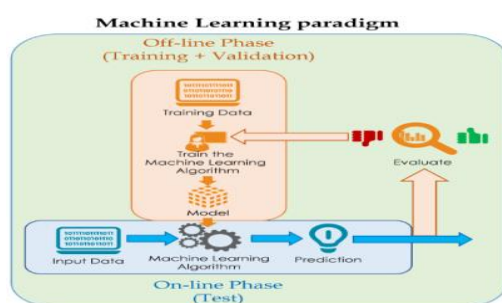 Machine Learning paradigm
Off-line Phase
(Training + Validation)
Training Data
Train the
Machine Learning
Algorithm
Evaluate
Model
Input Data
Machine Learning
Algorithm
Prediction
On-line Phase
(Test)